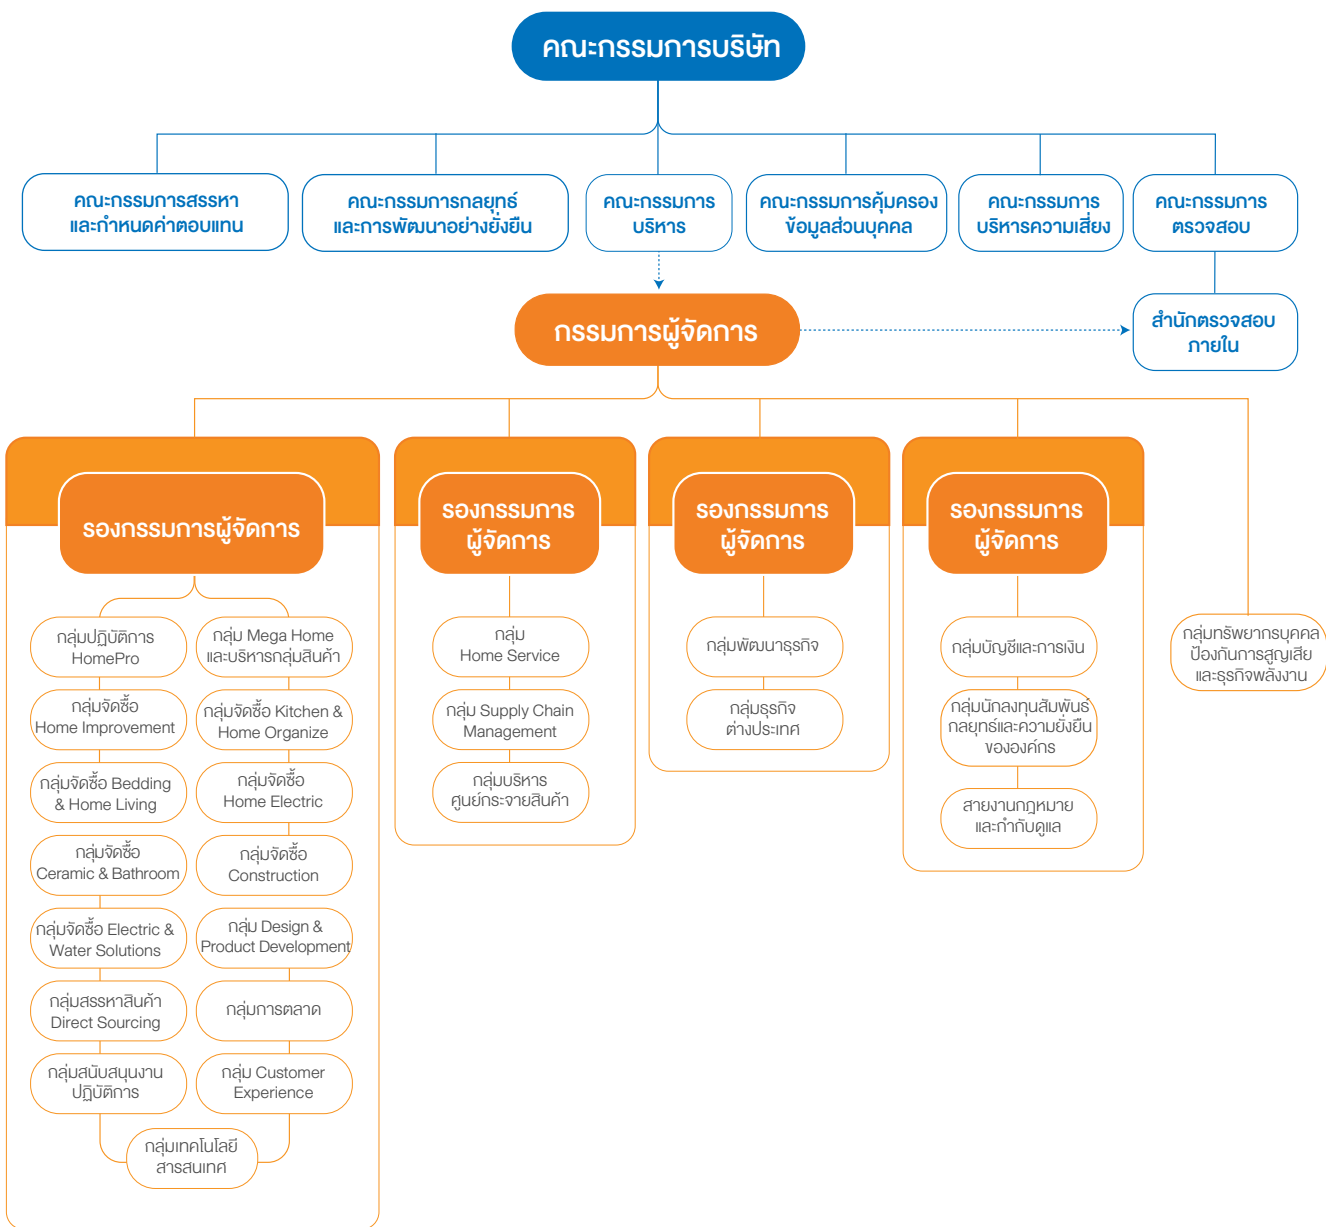 คณะกรรมการบริษัท
คณะกรรมการสรรหา
และกำหนดค่าตอบแทน
คณะกรรมการกลยุทธ์
และการพัฒนาอย่างยั่งยืน
คณะกรรมการ
บริหาร
คณะกรรมการคุ้มครอง
ข้อมูลส่วนบุคคล
คณะกรรมการ
บริหารความเสี่ยง
คณะกรรมการ
ตรวจสอบ
กรรมการผู้จัดการ
สำนักตรวจสอบ
ภายใน
รองกรรมการผู้จัดการ
กลุ่มปฏิบัติการ
HomePro
กลุ่ม Mega Home
และบริหารกลุ่มสินค้า
กลุ่มจัดซื้อ
Home Improvement
กลุ่มจัดซื้อ Kitchen &
Home Organize
กลุ่มจัดซื้อ Bedding
& Home Living
กลุ่มจัดซื้อ
Home Electric
กลุ่มจัดซื้อ
Ceramic & Bathroom
กลุ่มจัดซื้อ
Construction
กลุ่มจัดซื้อ Electric &
Water Solutions
กลุ่ม Design &
Product Development
กลุ่มสรรหาสินค้า
Direct Sourcing
กลุ่มการตลาด
กลุ่มสนับสนุนงาน
ปฏิบัติการ
กลุ่ม Customer
Experience
กลุ่มเทคโนโลยี
สารสนเทศ
รองกรรมการ
ผู้จัดการ
กลุ่ม
Home Service
กลุ่ม Supply Chain
Management
กลุ่มบริหาร
ศูนย์กระจายสินค้า
รองกรรมการ
ผู้จัดการ
กลุ่มพัฒนาธุรกิจ
กลุ่มธุรกิจ
ต่างประเทศ
รองกรรมการ
ผู้จัดการ
กลุ่มบัญชีและการเงิน
กลุ่มนักลงทุนสัมพันธ์
กลยุทธ์และความยั่งยืน
ขององค์กร
สายงานกฎหมาย
และกำกับดูแล
กลุ่มทรัพยากรบุคคล
ป้องกันการสูญเสีย
และธุรกิจพลังงาน